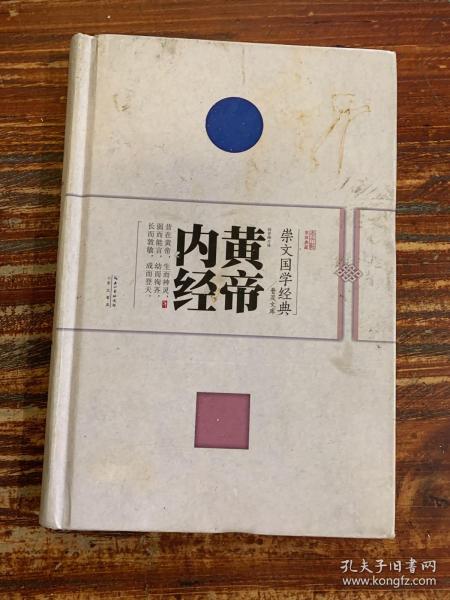 崇文国学经典
普及文库
黄帝
内经
昔在黄帝，生而神灵，
弱而能言，幼而徇齐，
长而敦敏，成而登天。
孔夫子旧书网
www.kongfz.com